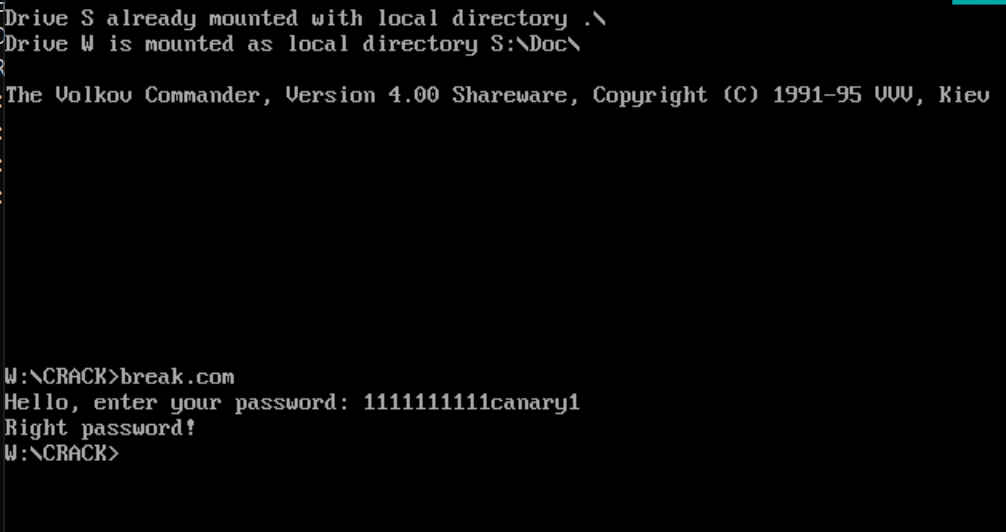 Drive S already mounted with local directory .\
Drive W is mounted as local directory S:\Doc\
The Volkov Commander, Version 4.00 Shareware, Copyright (C) 1991-95 VVV, Kiev
W:\CRACK>break.com
Hello, enter your password: 1111111111canary1
Right password!
W:\CRACK>